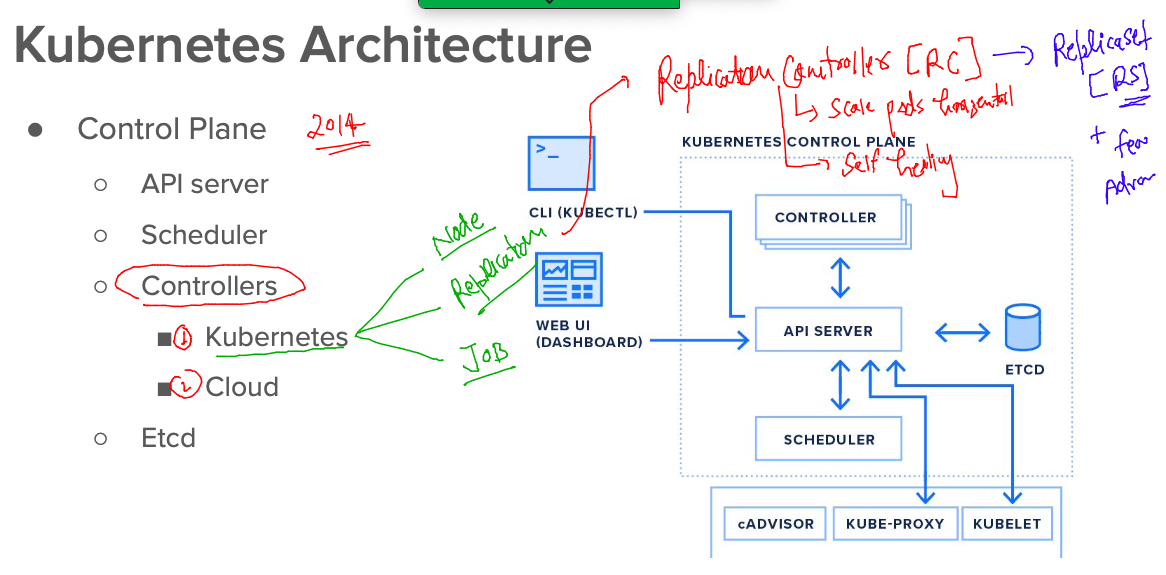 Kubernetes Architecture
Replication Controller [RC] → Replicaset
[RS]
↳ Scale pods horizontal
↳ Self healing
+ fea
Advan
● Control Plane 2014
○ API server
○ Scheduler
○ Controllers
■ 1 Kubernetes
■ 2 Cloud
○ Etcd
Node
Replication
JOB
>_
CLI (KUBECTL)
WEB UI
(DASHBOARD)
KUBERNETES CONTROL PLANE
CONTROLLER
API SERVER
ETCD
SCHEDULER
cADVISOR
KUBE-PROXY
KUBELET